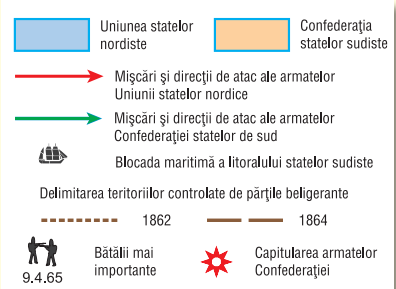 Uniunea statelor
nordiste
Confederaţia
statelor sudiste
Mişcări şi direcţii de atac ale armatelor
Uniunii statelor nordice
Mişcări şi direcţii de atac ale armatelor
Confederaţiei statelor de sud
Blocada maritimă a litoralului statelor sudiste
Delimitarea teritoriilor controlate de părţile beligerante
1862
1864
9.4.65
Bătălii mai
importante
Capitularea armatelor
Confederaţiei